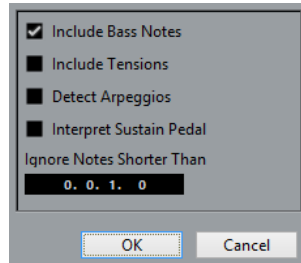 Include Bass Notes
Include Tensions
Detect Arpeggios
Interpret Sustain Pedal
Ignore Notes Shorter Than
0. 0. 1. 0
OK Cancel